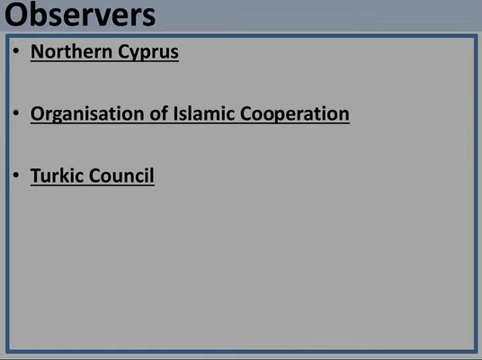 Observers
• Northern Cyprus
• Organisation of Islamic Cooperation
• Turkic Council